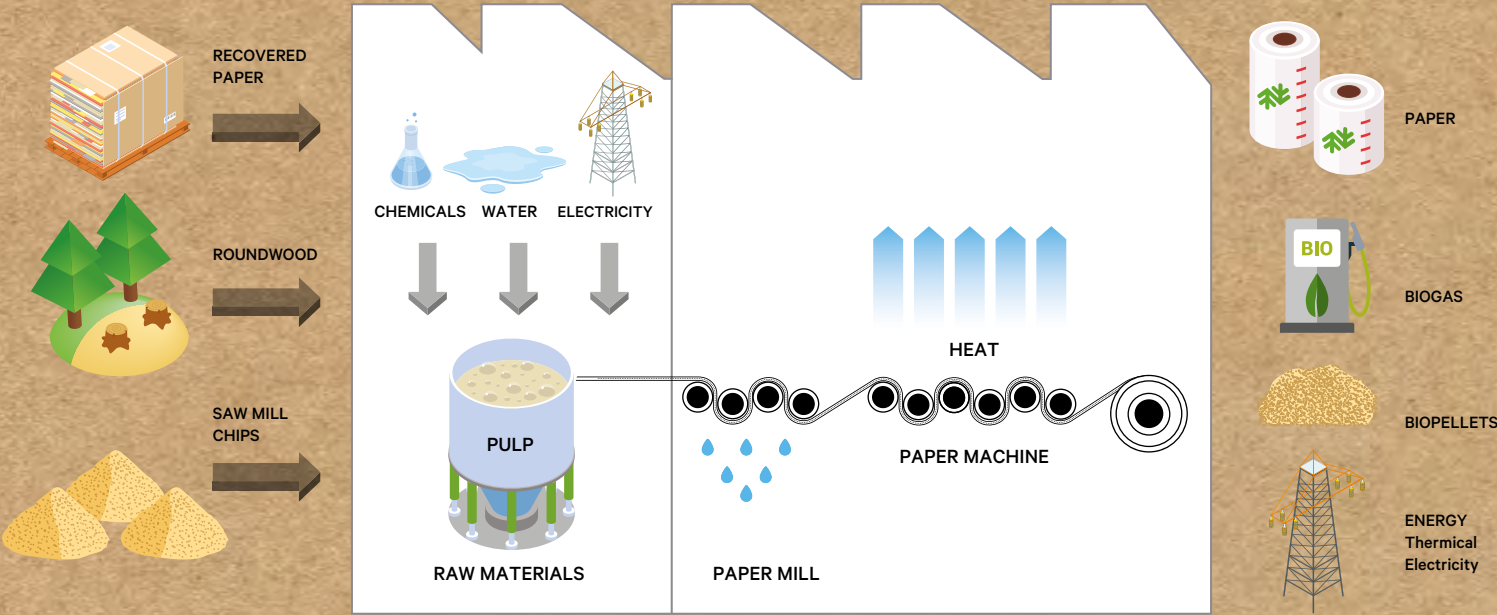 RECOVERED
PAPER
ROUNDWOOD
SAW MILL
CHIPS
CHEMICALS
WATER
ELECTRICITY
PULP
RAW MATERIALS
HEAT
PAPER MACHINE
PAPER MILL
PAPER
BIO
BIOGAS
BIOPELLETS
ENERGY
Thermical
Electricity